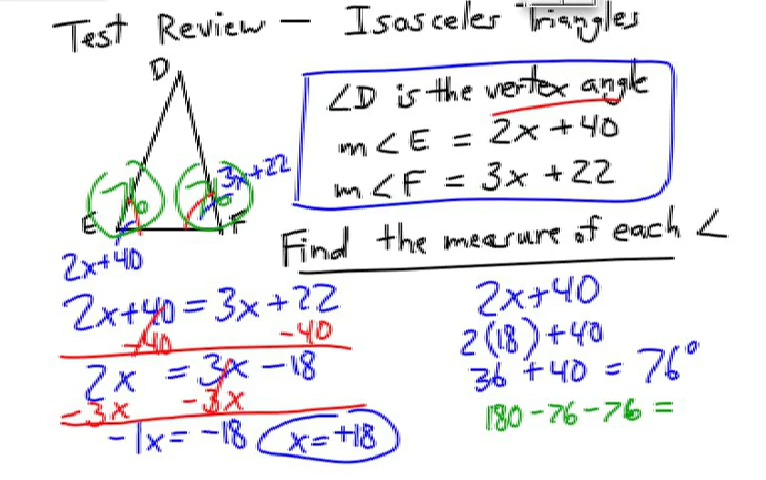 Test Review - Isosceles Triangles
D
∠D is the vertex angle
m∠E = 2x+40
m∠F = 3x+22
3x+22
76
E
F
2x+40
Find the measure of each ∠
2x+40 = 3x+22
-40 -40
2x = 3x -18
-3x -3x
-1x = -18 x=+18
2x+40
2(18)+40
36 +40 = 76°
180-76-76 =